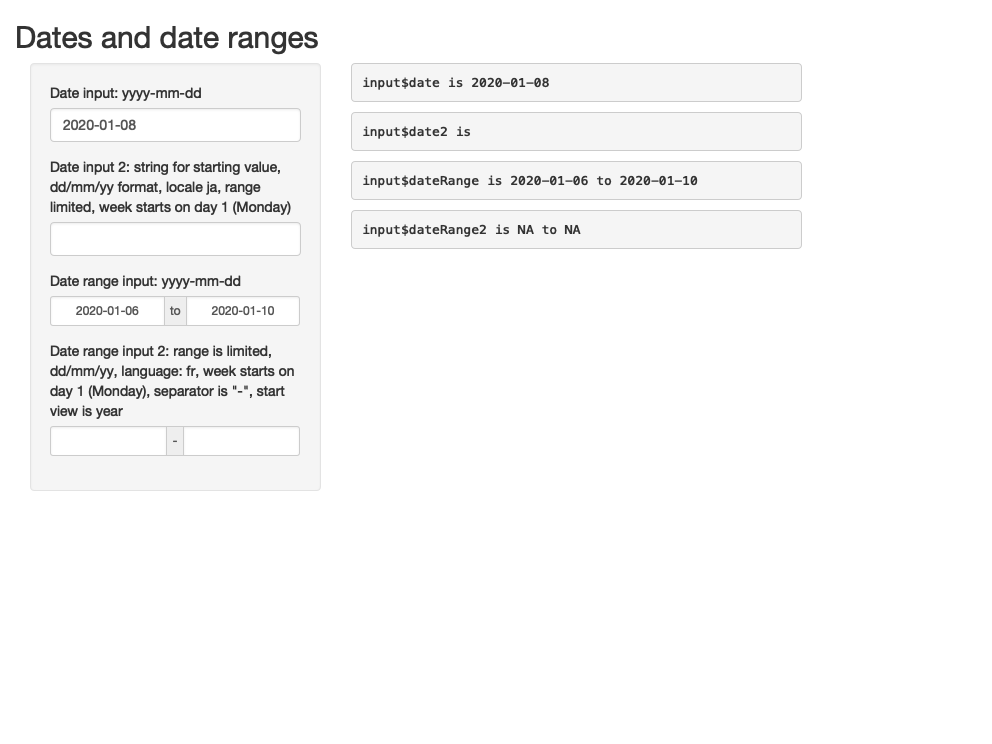 Dates and date ranges
Date input: yyyy-mm-dd
2020-01-08
Date input 2: string for starting value,
dd/mm/yy format, locale ja, range
limited, week starts on day 1 (Monday)
Date range input: yyyy-mm-dd
2020-01-06 to 2020-01-10
Date range input 2: range is limited,
dd/mm/yy, language: fr, week starts on
day 1 (Monday), separator is "-", start
view is year
-
input$date is 2020-01-08
input$date2 is
input$dateRange is 2020-01-06 to 2020-01-10
input$dateRange2 is NA to NA